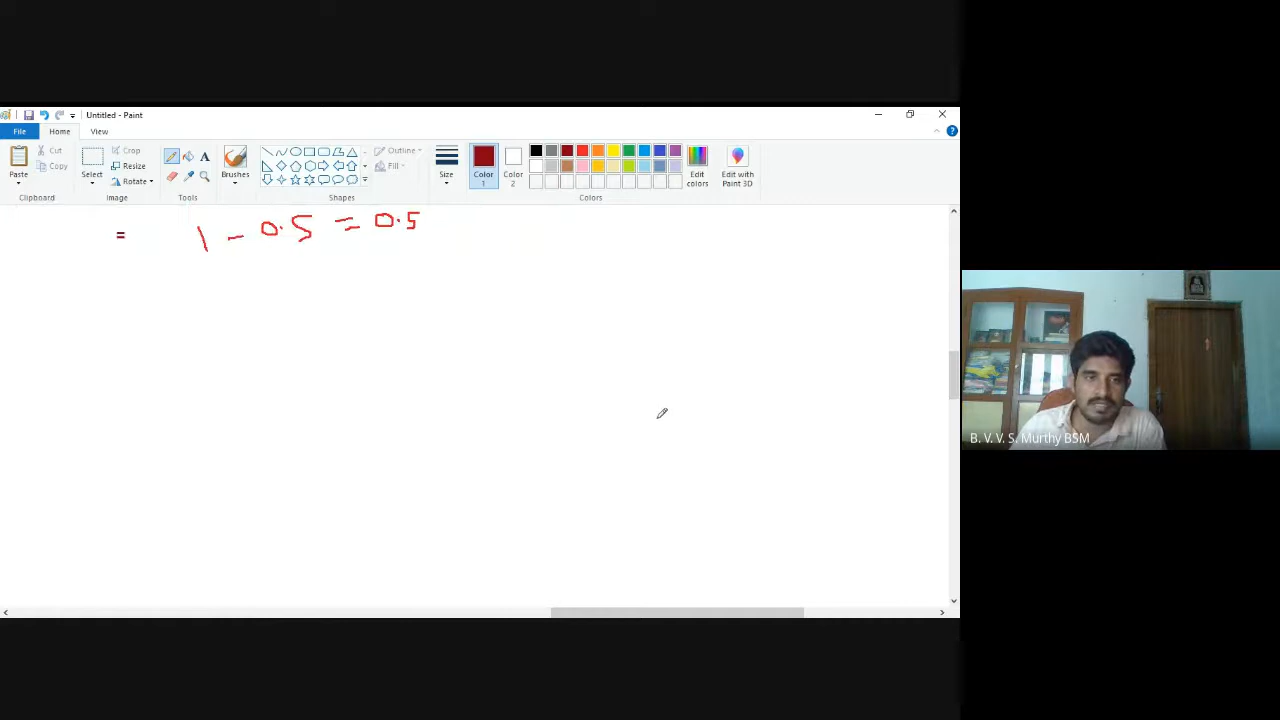 Untitled - Paint
File Home View
Paste
Cut
Copy
Clipboard
Select
Crop
Resize
Rotate
Image
A
Tools
Brushes
Shapes
Outline
Fill
Size
Color 1
Color 2
Edit colors
Edit with Paint 3D
Colors
= 1 - 0.5 = 0.5
B. V. V. S. Murthy BSM